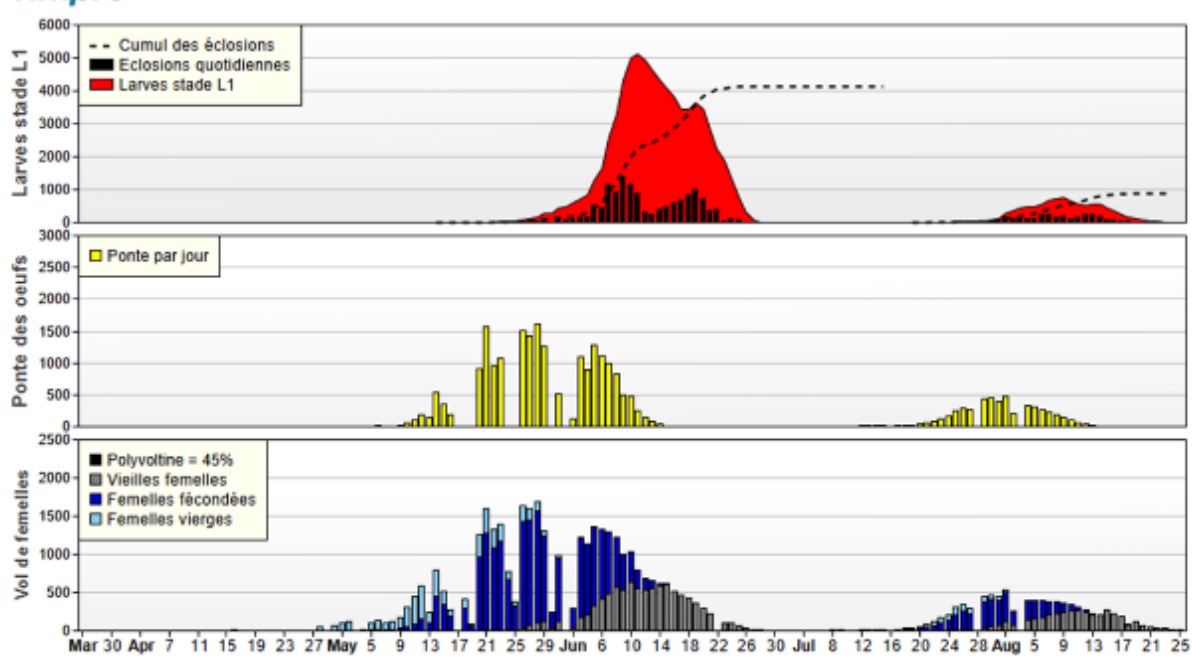 6000
5000
4000
3000
2000
1000
0
Larves stade L1
Cumul des éclosions
Eclosions quotidiennes
Larves stade L1
3000
2500
2000
1500
1000
500
0
Ponte des oeufs
Ponte par jour
2500
2000
1500
1000
500
0
Vol de femelles
Polyvoltine = 45%
Vieilles femelles
Femelles fécondées
Femelles vierges
Mar 30 Apr 7 11 15 19 23 27 May 5 9 13 17 21 25 29 Jun 6 10 14 18 22 26 30 Jul 8 12 16 20 24 28 Aug 5 9 13 17 21 25